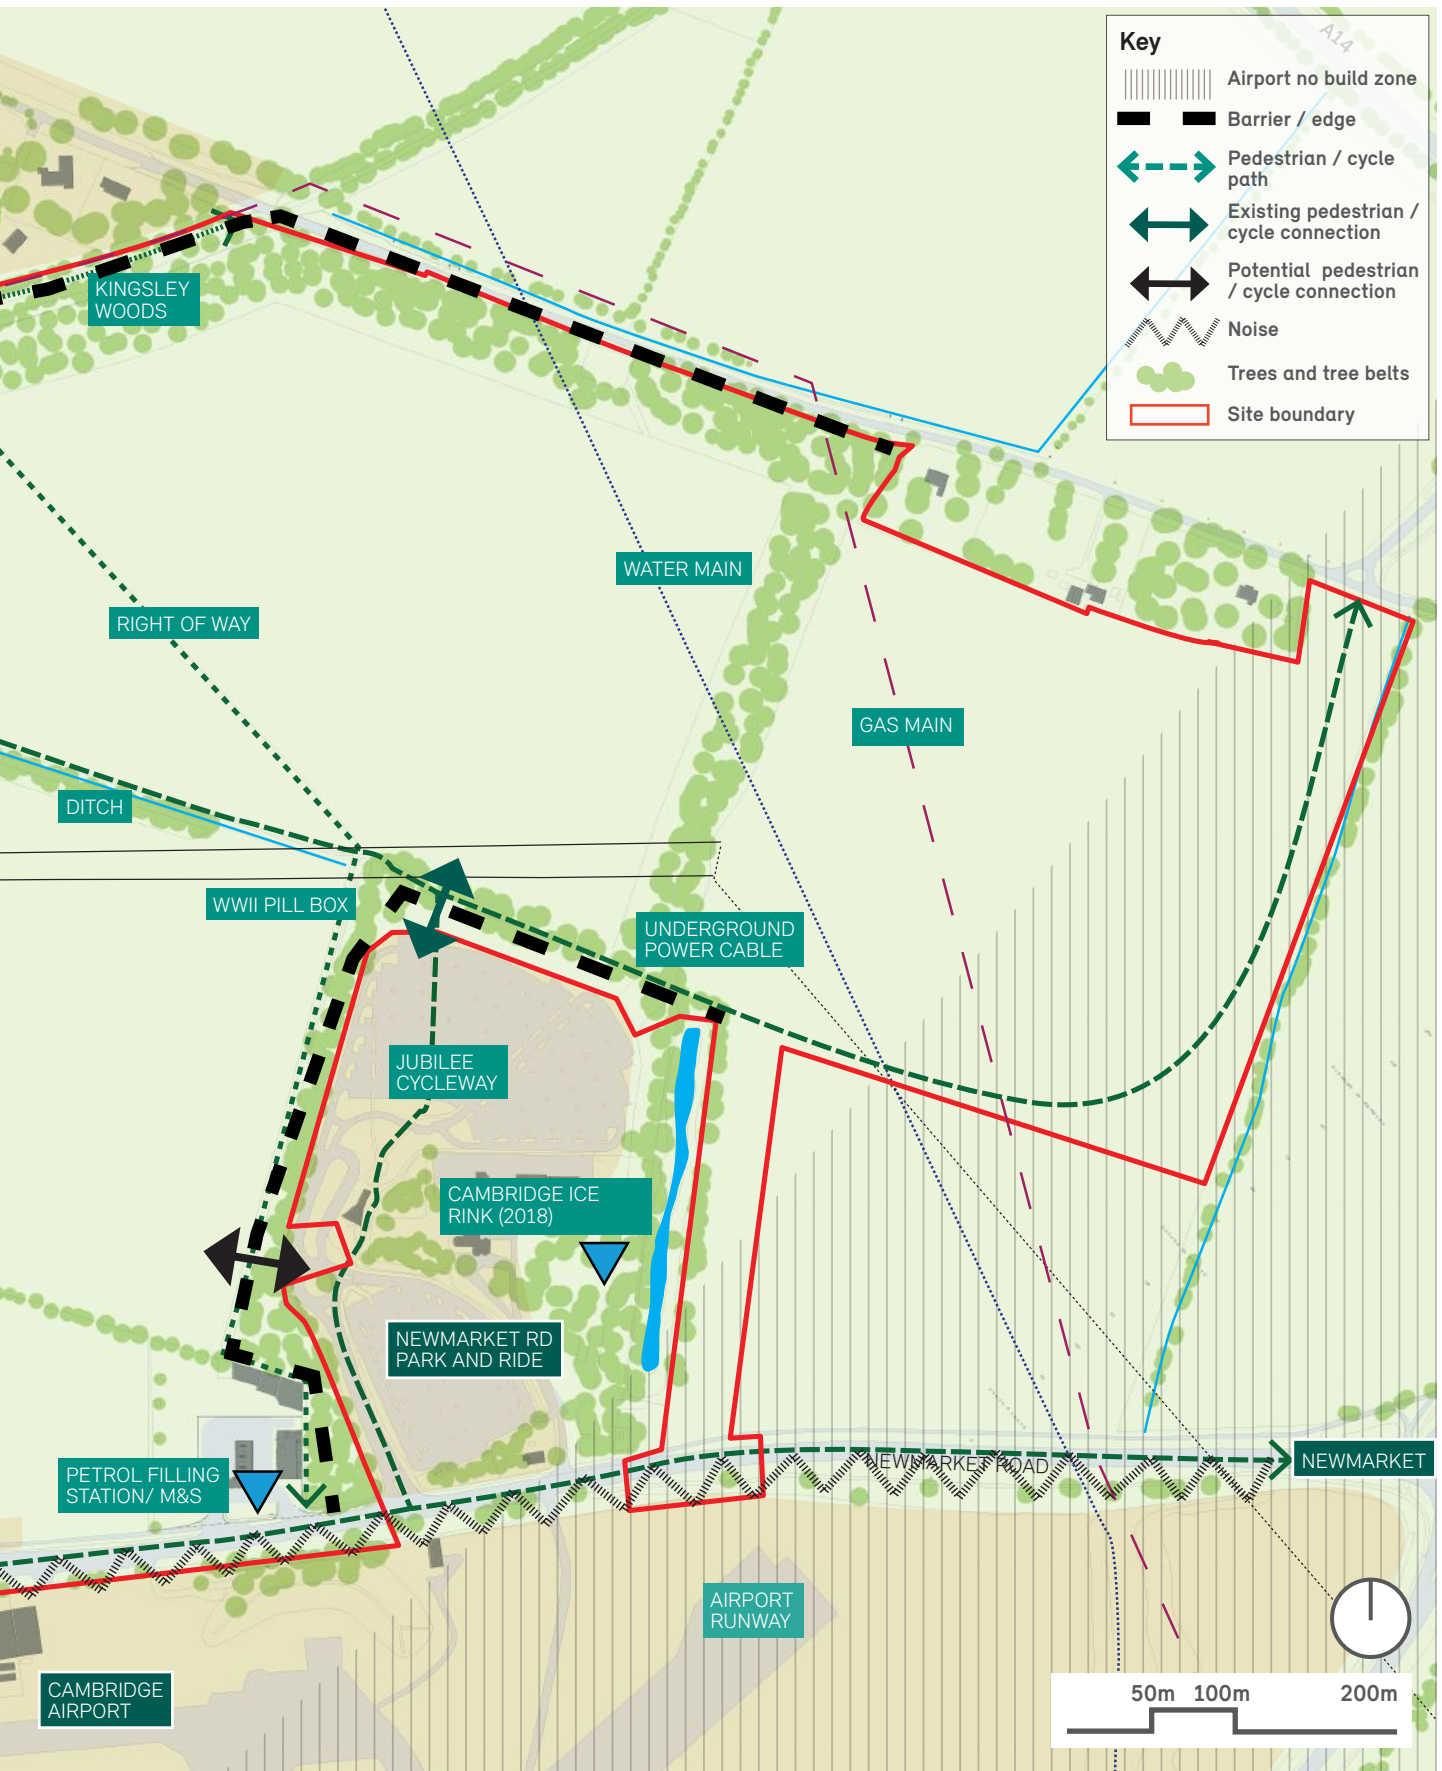 A14
Key
Airport no build zone
Barrier / edge
Pedestrian / cycle
path
Existing pedestrian /
cycle connection
Potential pedestrian
/ cycle connection
Noise
Trees and tree belts
Site boundary
KINGSLEY
WOODS
WATER MAIN
RIGHT OF WAY
GAS MAIN
DITCH
WWII PILL BOX
UNDERGROUND
POWER CABLE
JUBILEE
CYCLEWAY
CAMBRIDGE ICE
RINK (2018)
NEWMARKET RD
PARK AND RIDE
NEWMARKET ROAD
NEWMARKET
PETROL FILLING
STATION/ M&S
AIRPORT
RUNWAY
CAMBRIDGE
AIRPORT
50m 100m 200m